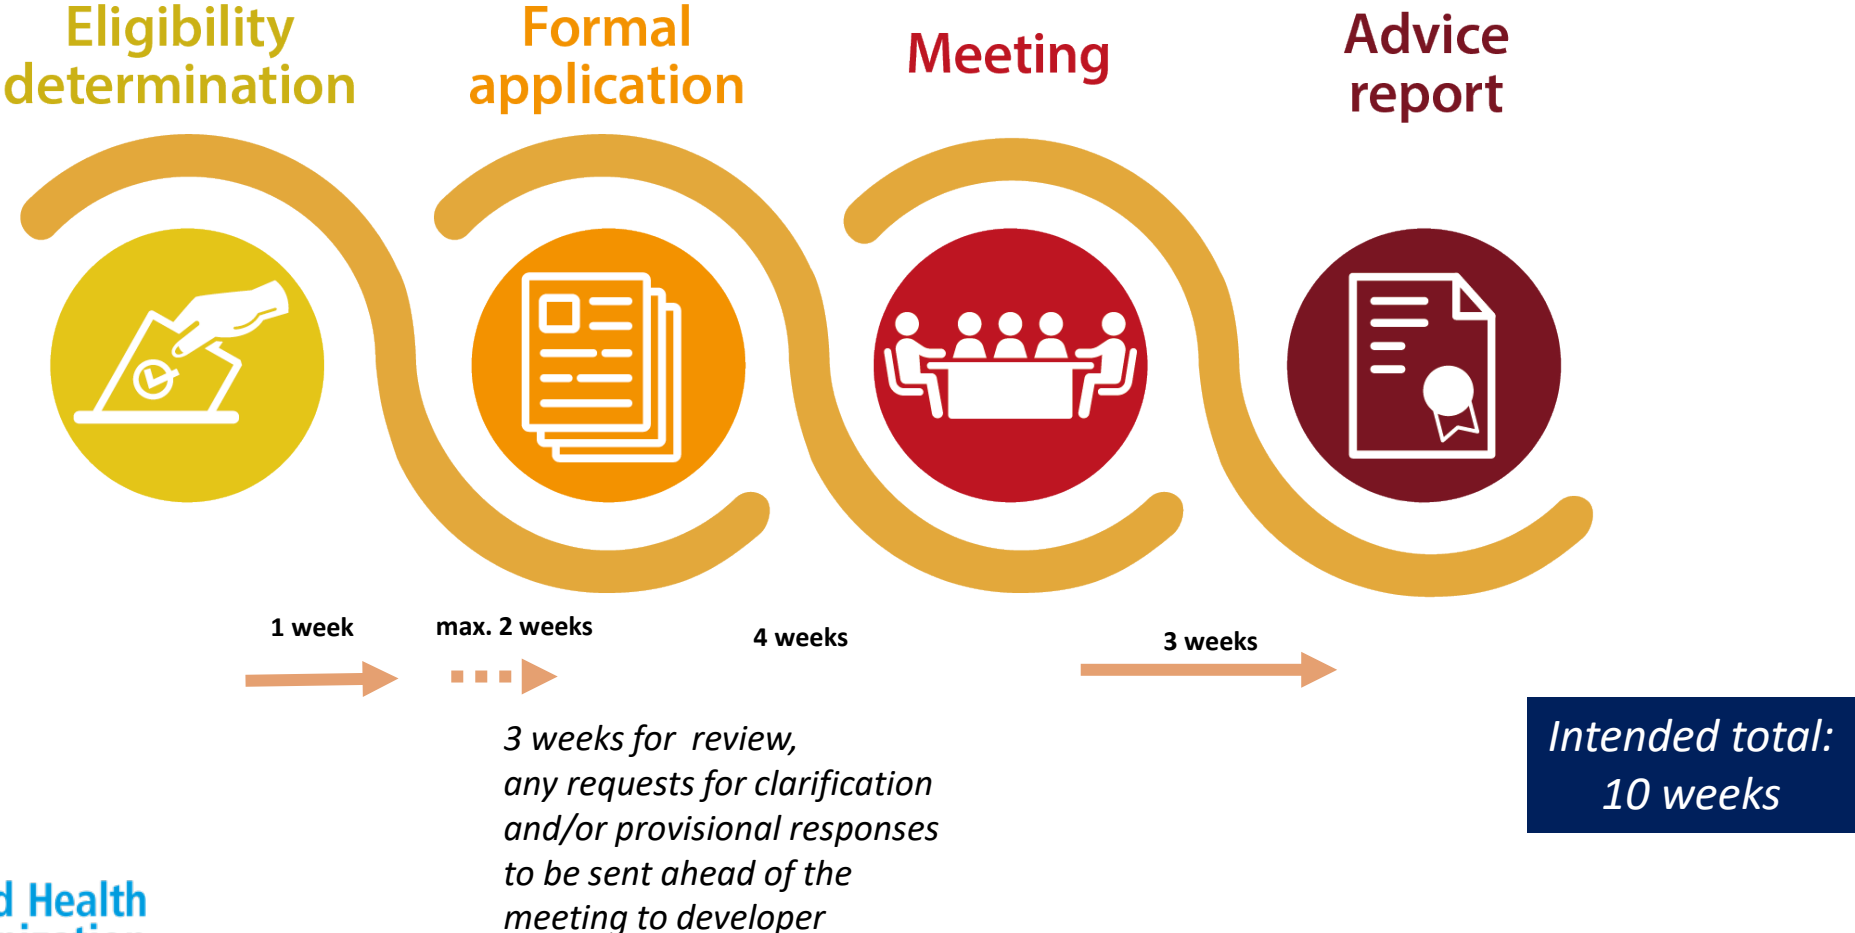 Eligibility
determination
Formal
application
Meeting
Advice
report
1 week
max. 2 weeks
4 weeks
3 weeks
3 weeks for review,
any requests for clarification
and/or provisional responses
to be sent ahead of the
meeting to developer
Intended total:
10 weeks
Health